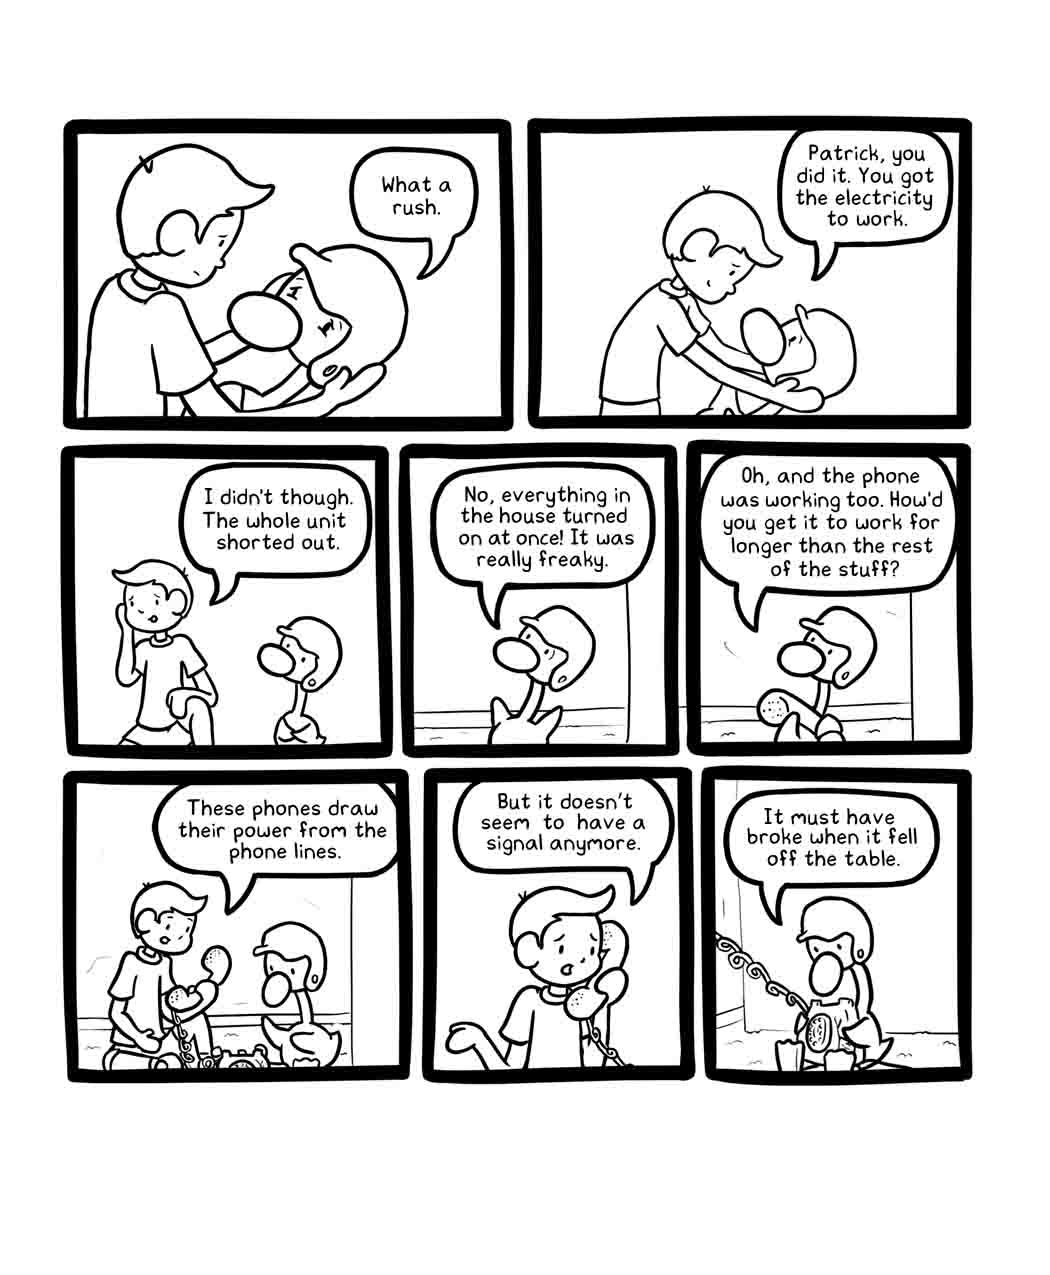 What a
rush.
Patrick, you
did it. You got
the electricity
to work.
I didn't though.
The whole unit
shorted out.
No, everything in
the house turned
on at once! It was
really freaky.
Oh, and the phone
was working too. How'd
you get it to work for
longer than the rest
of the stuff?
These phones draw
their power from the
phone lines.
But it doesn't
seem to have a
signal anymore.
It must have
broke when it fell
off the table.